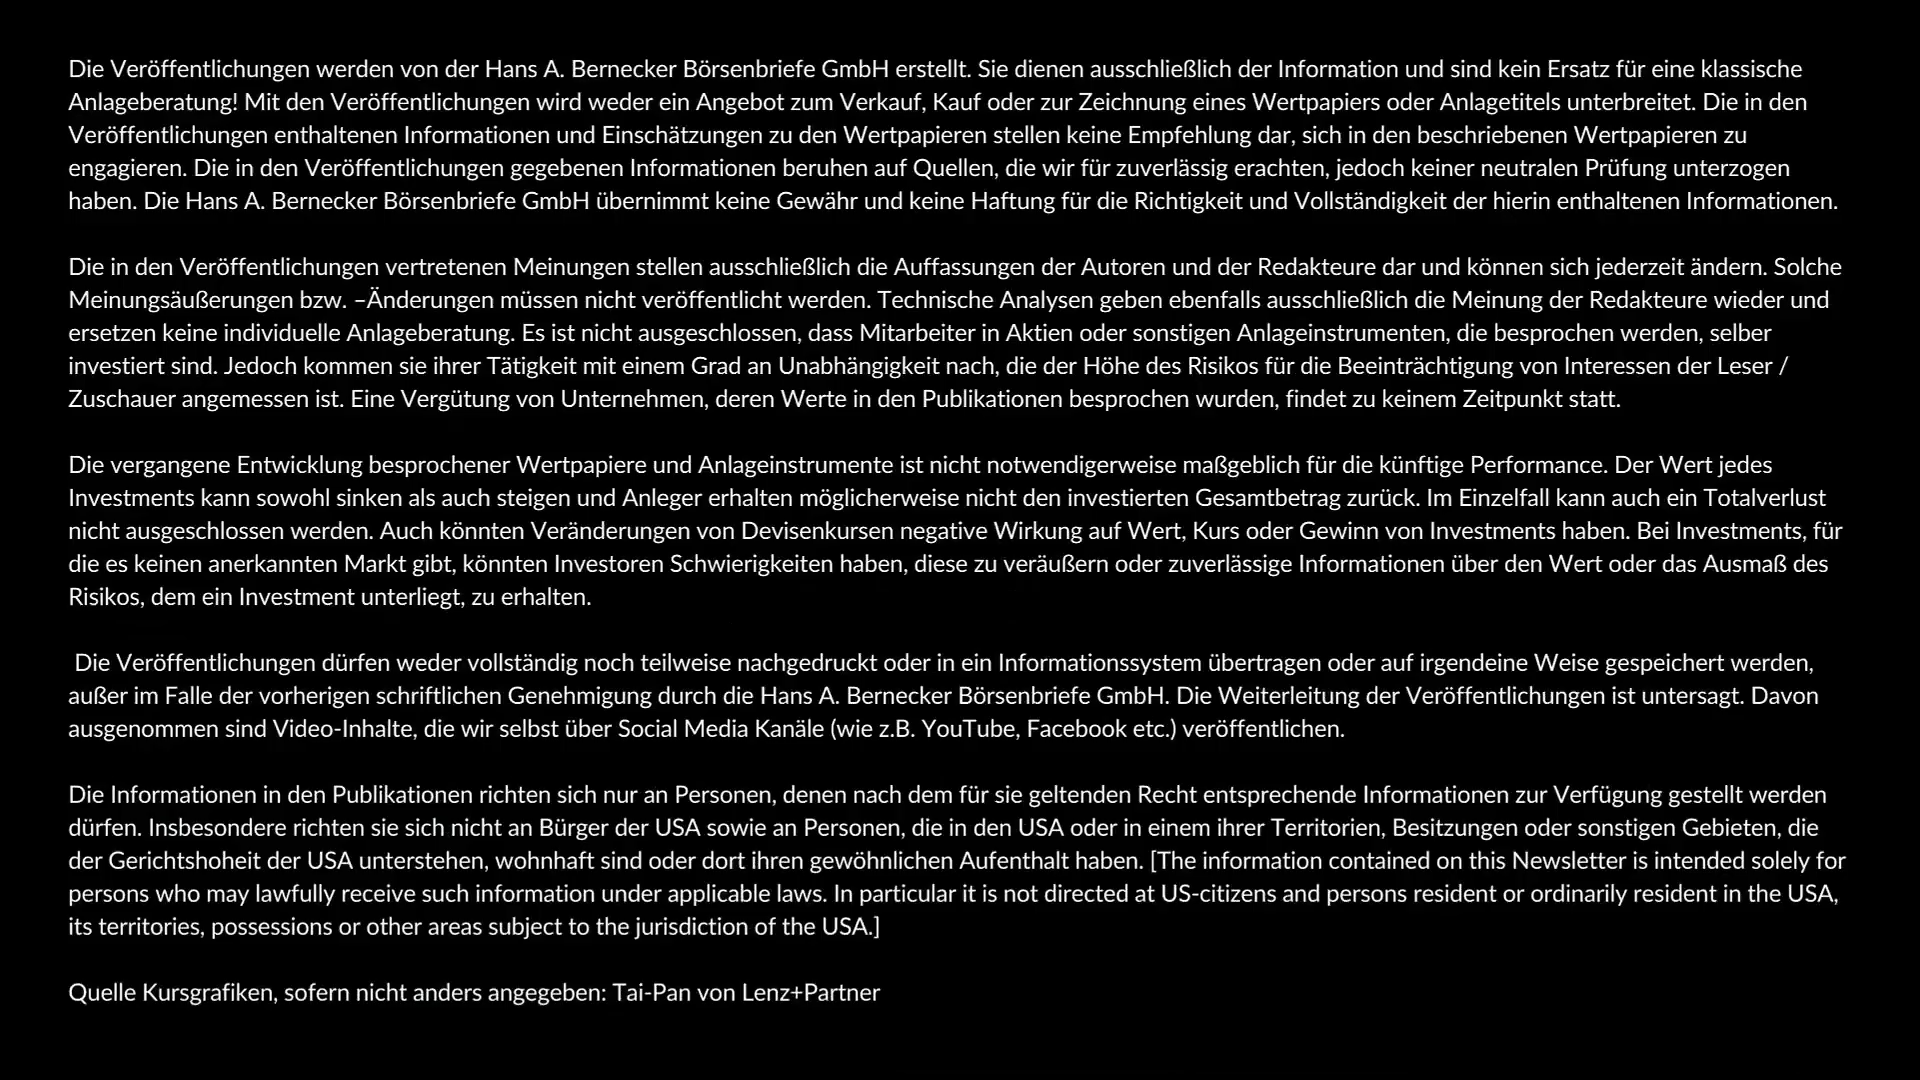 Die Veröffentlichungen werden von der Hans A. Bernecker Börsenbriefe GmbH erstellt. Sie dienen ausschließlich der Information und sind kein Ersatz für eine klassische
Anlageberatung! Mit den Veröffentlichungen wird weder ein Angebot zum Verkauf, Kauf oder zur Zeichnung eines Wertpapiers oder Anlagetitels unterbreitet. Die in den
Veröffentlichungen enthaltenen Informationen und Einschätzungen zu den Wertpapieren stellen keine Empfehlung dar, sich in den beschriebenen Wertpapieren zu
engagieren. Die in den Veröffentlichungen gegebenen Informationen beruhen auf Quellen, die wir für zuverlässig erachten, jedoch keiner neutralen Prüfung unterzogen
haben. Die Hans A. Bernecker Börsenbriefe GmbH übernimmt keine Gewähr und keine Haftung für die Richtigkeit und Vollständigkeit der hierin enthaltenen Informationen.
Die in den Veröffentlichungen vertretenen Meinungen stellen ausschließlich die Auffassungen der Autoren und der Redakteure dar und können sich jederzeit ändern. Solche
Meinungsäußerungen bzw. –Änderungen müssen nicht veröffentlicht werden. Technische Analysen geben ebenfalls ausschließlich die Meinung der Redakteure wieder und
ersetzen keine individuelle Anlageberatung. Es ist nicht ausgeschlossen, dass Mitarbeiter in Aktien oder sonstigen Anlageinstrumenten, die besprochen werden, selber
investiert sind. Jedoch kommen sie ihrer Tätigkeit mit einem Grad an Unabhängigkeit nach, die der Höhe des Risikos für die Beeinträchtigung von Interessen der Leser /
Zuschauer angemessen ist. Eine Vergütung von Unternehmen, deren Werte in den Publikationen besprochen wurden, findet zu keinem Zeitpunkt statt.
Die vergangene Entwicklung besprochener Wertpapiere und Anlageinstrumente ist nicht notwendigerweise maßgeblich für die künftige Performance. Der Wert jedes
Investments kann sowohl sinken als auch steigen und Anleger erhalten möglicherweise nicht den investierten Gesamtbetrag zurück. Im Einzelfall kann auch ein Totalverlust
nicht ausgeschlossen werden. Auch könnten Veränderungen von Devisenkursen negative Wirkung auf Wert, Kurs oder Gewinn von Investments haben. Bei Investments, für
die es keinen anerkannten Markt gibt, könnten Investoren Schwierigkeiten haben, diese zu veräußern oder zuverlässige Informationen über den Wert oder das Ausmaß des
Risikos, dem ein Investment unterliegt, zu erhalten.
Die Veröffentlichungen dürfen weder vollständig noch teilweise nachgedruckt oder in ein Informationssystem übertragen oder auf irgendeine Weise gespeichert werden,
außer im Falle der vorherigen schriftlichen Genehmigung durch die Hans A. Bernecker Börsenbriefe GmbH. Die Weiterleitung der Veröffentlichungen ist untersagt. Davon
ausgenommen sind Video-Inhalte, die wir selbst über Social Media Kanäle (wie z.B. YouTube, Facebook etc.) veröffentlichen.
Die Informationen in den Publikationen richten sich nur an Personen, denen nach dem für sie geltenden Recht entsprechende Informationen zur Verfügung gestellt werden
dürfen. Insbesondere richten sie sich nicht an Bürger der USA sowie an Personen, die in den USA oder in einem ihrer Territorien, Besitzungen oder sonstigen Gebieten, die
der Gerichtshoheit der USA unterstehen, wohnhaft sind oder dort ihren gewöhnlichen Aufenthalt haben. [The information contained on this Newsletter is intended solely for
persons who may lawfully receive such information under applicable laws. In particular it is not directed at US-citizens and persons resident or ordinarily resident in the USA,
its territories, possessions or other areas subject to the jurisdiction of the USA.]
Quelle Kursgrafiken, sofern nicht anders angegeben: Tai-Pan von Lenz+Partner